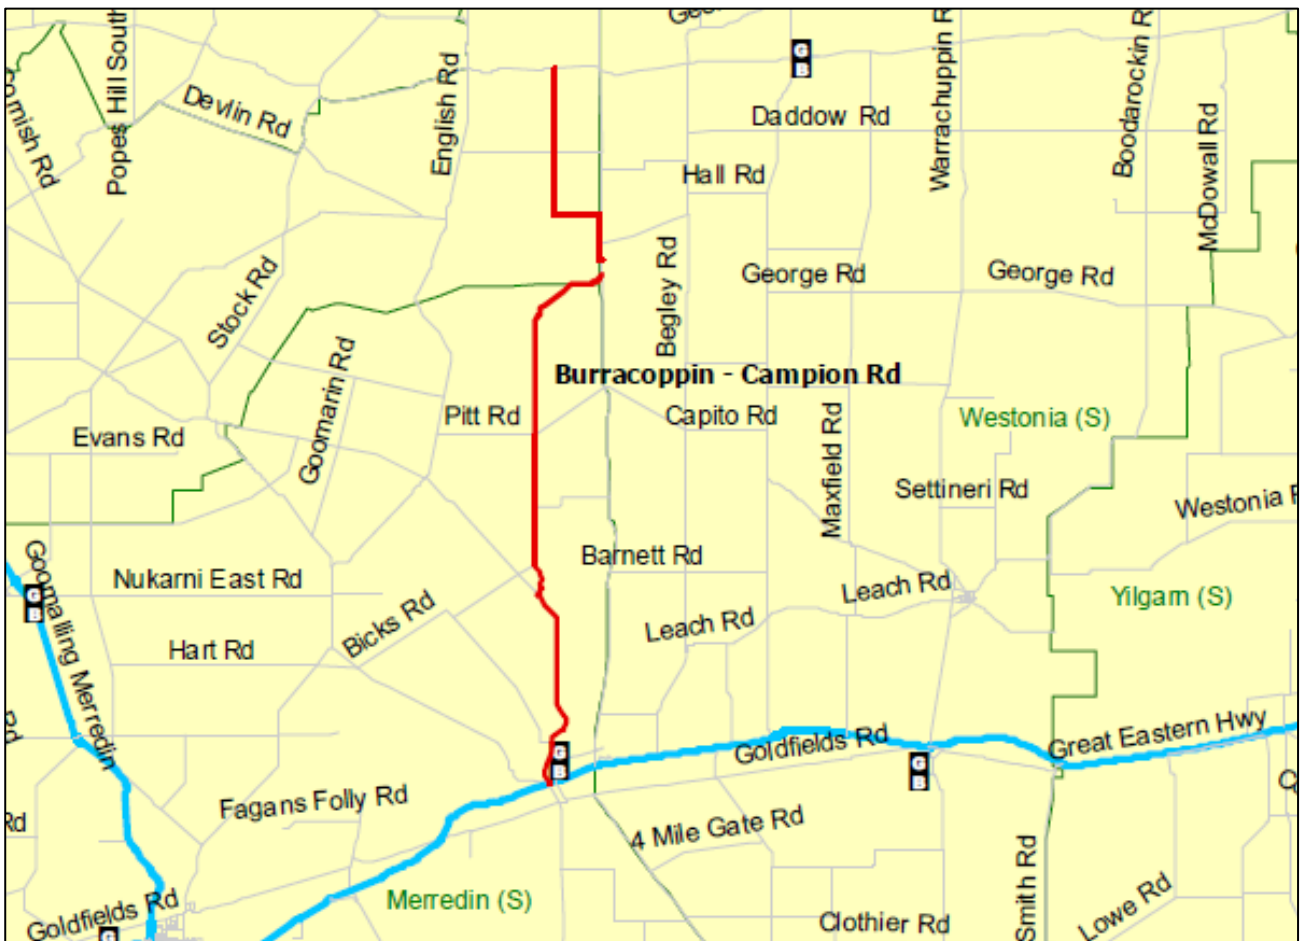 Geo
Cornish Rd
Popes Hill South
Devlin Rd
English Rd
G
B
Daddow Rd
Warrachuppin R
Boodarockin R
McDowall Rd
Hall Rd
Stock Rd
Begley Rd
George Rd
George Rd
Goomarin Rd
Burracoppin - Campion Rd
Pitt Rd
Capito Rd
Maxfield Rd
Westonia (S)
Evans Rd
Settineri Rd
Westonia R
Goomalling Merredin
G
B
Nukarni East Rd
Barnett Rd
Leach Rd
Yilgarn (S)
Bicks Rd
Leach Rd
Hart Rd
Rd
G
B
Goldfields Rd
Great Eastern Hwy
G
B
Fagans Folly Rd
Rd
4 Mile Gate Rd
Smith Rd
Merredin (S)
Goldfields Rd
G
Clothier Rd
Lowe Rd